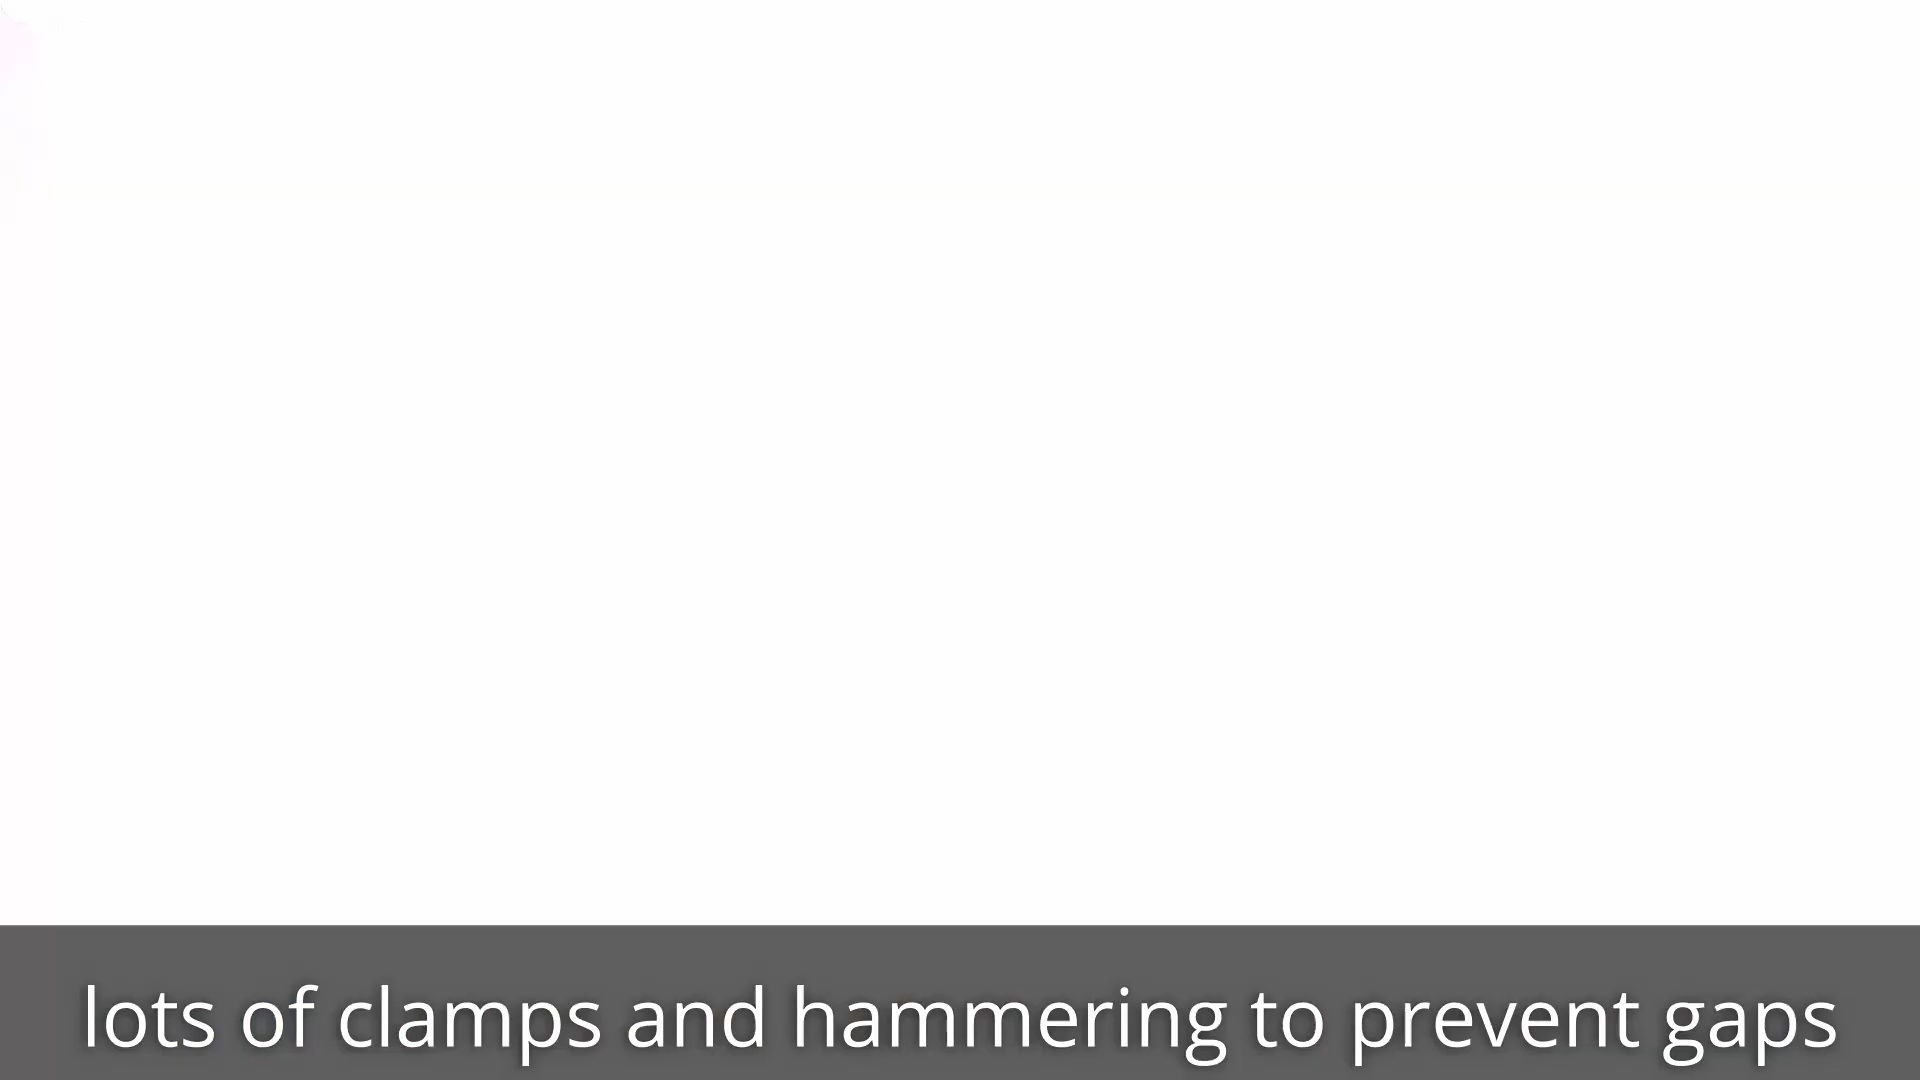 lots of clamps and hammering to prevent gaps